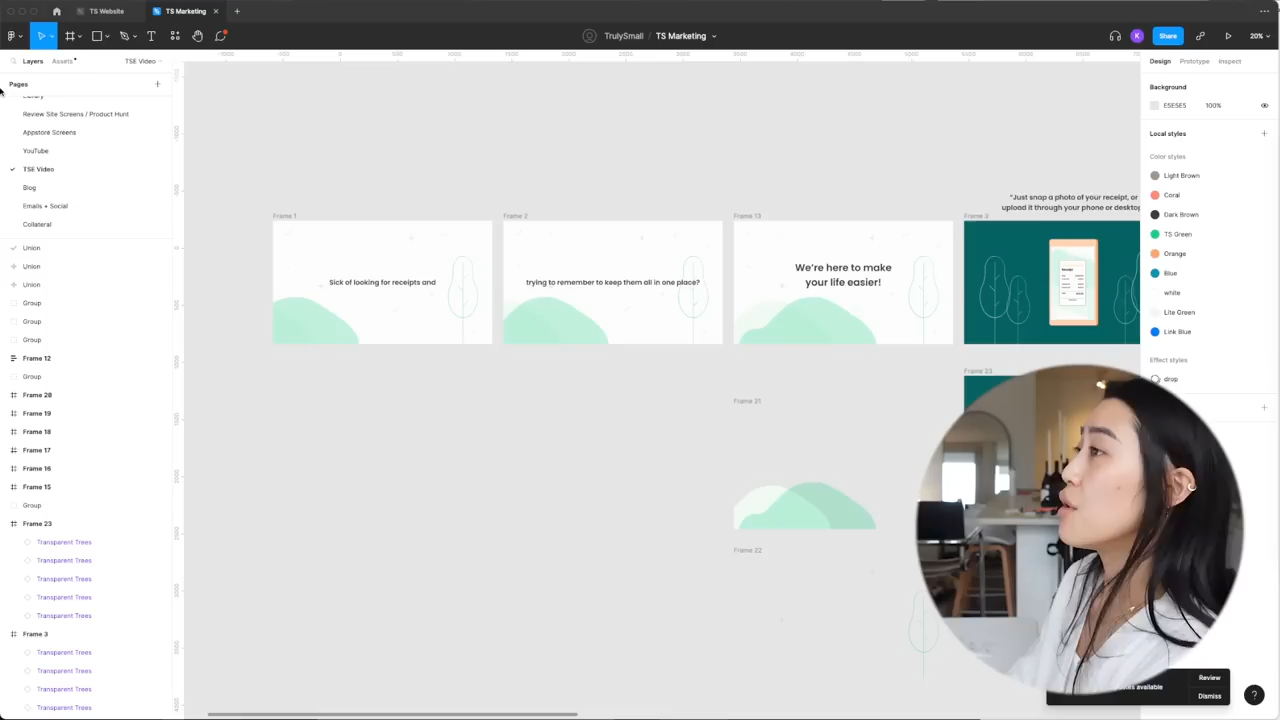 TS Website
TS Marketing
TrulySmall / TS Marketing
K
Share
20%
Layers
Assets
TSE Video
Pages
Library
Review Site Screens / Product Hunt
Appstore Screens
YouTube
TSE Video
Blog
Emails + Social
Collateral
Union
Union
Union
Group
Group
Group
Frame 12
Group
Frame 20
Frame 19
Frame 18
Frame 17
Frame 16
Frame 15
Group
Frame 23
Transparent Trees
Transparent Trees
Transparent Trees
Transparent Trees
Transparent Trees
Frame 3
Transparent Trees
Transparent Trees
Transparent Trees
Transparent Trees
Frame 1
Sick of looking for receipts and
Frame 2
trying to remember to keep them all in one place?
Frame 13
We're here to make
your life easier!
"Just snap a photo of your receipt, or
upload it through your phone or desktop
Frame 3
Receipt
Frame 23
Frame 21
Frame 22
Design
Prototype
Inspect
Background
E5E5E5
100%
Local styles
Color styles
Light Brown
Coral
Dark Brown
TS Green
Orange
Blue
white
Lite Green
Link Blue
Effect styles
drop
available
Review
Dismiss
?